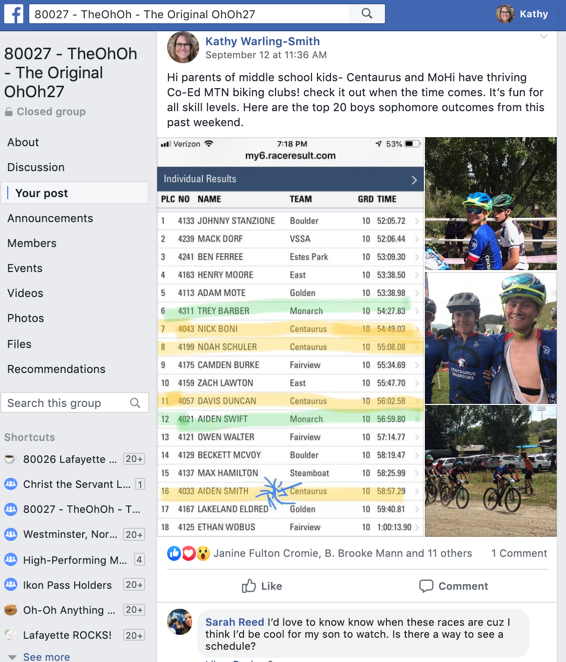 80027 - TheOhOh - The Original OhOh27
Kathy
80027 - TheOhOh
- The Original
OhOh27
Closed group
About
Discussion
Your post
Announcements
Members
Events
Videos
Photos
Files
Recommendations
Search this group
Shortcuts
80026 Lafayette ... 20+
Christ the Servant L... 1
80027 - TheOhOh - T...
Westminster, Nor... 20+
High-Performing M... 4
Ikon Pass Holders 20+
Oh-Oh Anything ... 20+
Lafayette ROCKS! 20+
See more
Kathy Warling-Smith
September 12 at 11:36 AM
Hi parents of middle school kids- Centaurus and MoHi have thriving
Co-Ed MTN biking clubs! check it out when the time comes. It's fun for
all skill levels. Here are the top 20 boys sophomore outcomes from this
past weekend.
Verizon 7:18 PM 53%
my6.raceresult.com
Individual Results
PLC NO NAME TEAM GRD TIME
1 4133 JOHNNY STANZIONE Boulder 10 52:05.72
2 4239 MACK DORF VSSA 10 52:06.44
3 4241 BEN FERREE Estes Park 10 53:09.30
4 4163 HENRY MOORE East 10 53:38.50
5 4113 ADAM MOTE Golden 10 53:38.98
6 4311 TREY BARBER Monarch 10 54:27.83
7 4043 NICK BONI Centaurus 10 54:49.03
8 4199 NOAH SCHULER Centaurus 10 55:08.08
9 4175 CAMDEN BURKE Fairview 10 55:34.69
10 4159 ZACH LAWTON East 10 55:47.70
11 4057 DAVIS DUNCAN Centaurus 10 56:02.58
12 4021 AIDEN SWIFT Monarch 10 56:59.80
13 4121 OWEN WALTER Fairview 10 57:14.77
14 4129 BECKETT MCVOY Boulder 10 58:19.47
15 4137 MAX HAMILTON Steamboat 10 58:25.99
16 4033 AIDEN SMITH Centaurus 10 58:57.29
17 4167 LAKELAND ELDRED Golden 10 59:40.81
18 4125 ETHAN WOBUS Fairview 10 1:00:13.90
CENTAURUS
WARRIORS
Janine Fulton Cromie, B. Brooke Mann and 11 others 1 Comment
Like Comment
Sarah Reed I'd love to know know when these races are cuz I
think I'd be cool for my son to watch. Is there a way to see a
schedule?